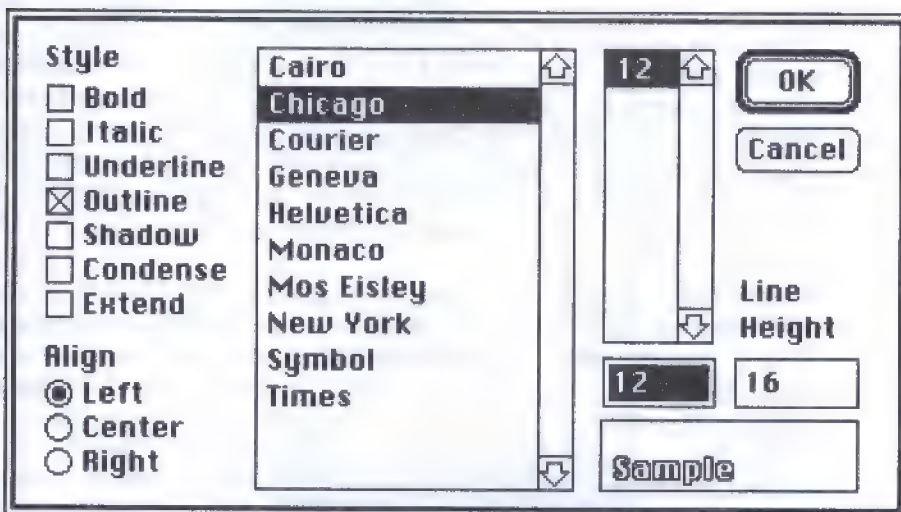 Style
Bold
Italic
Underline
Outline
Shadow
Condense
Extend
Align
Left
Center
Right
Cairo
Chicago
Courier
Geneva
Helvetica
Monaco
Mos Eisley
New York
Symbol
Times
12
12
OK
Cancel
Line
Height
16
Sample